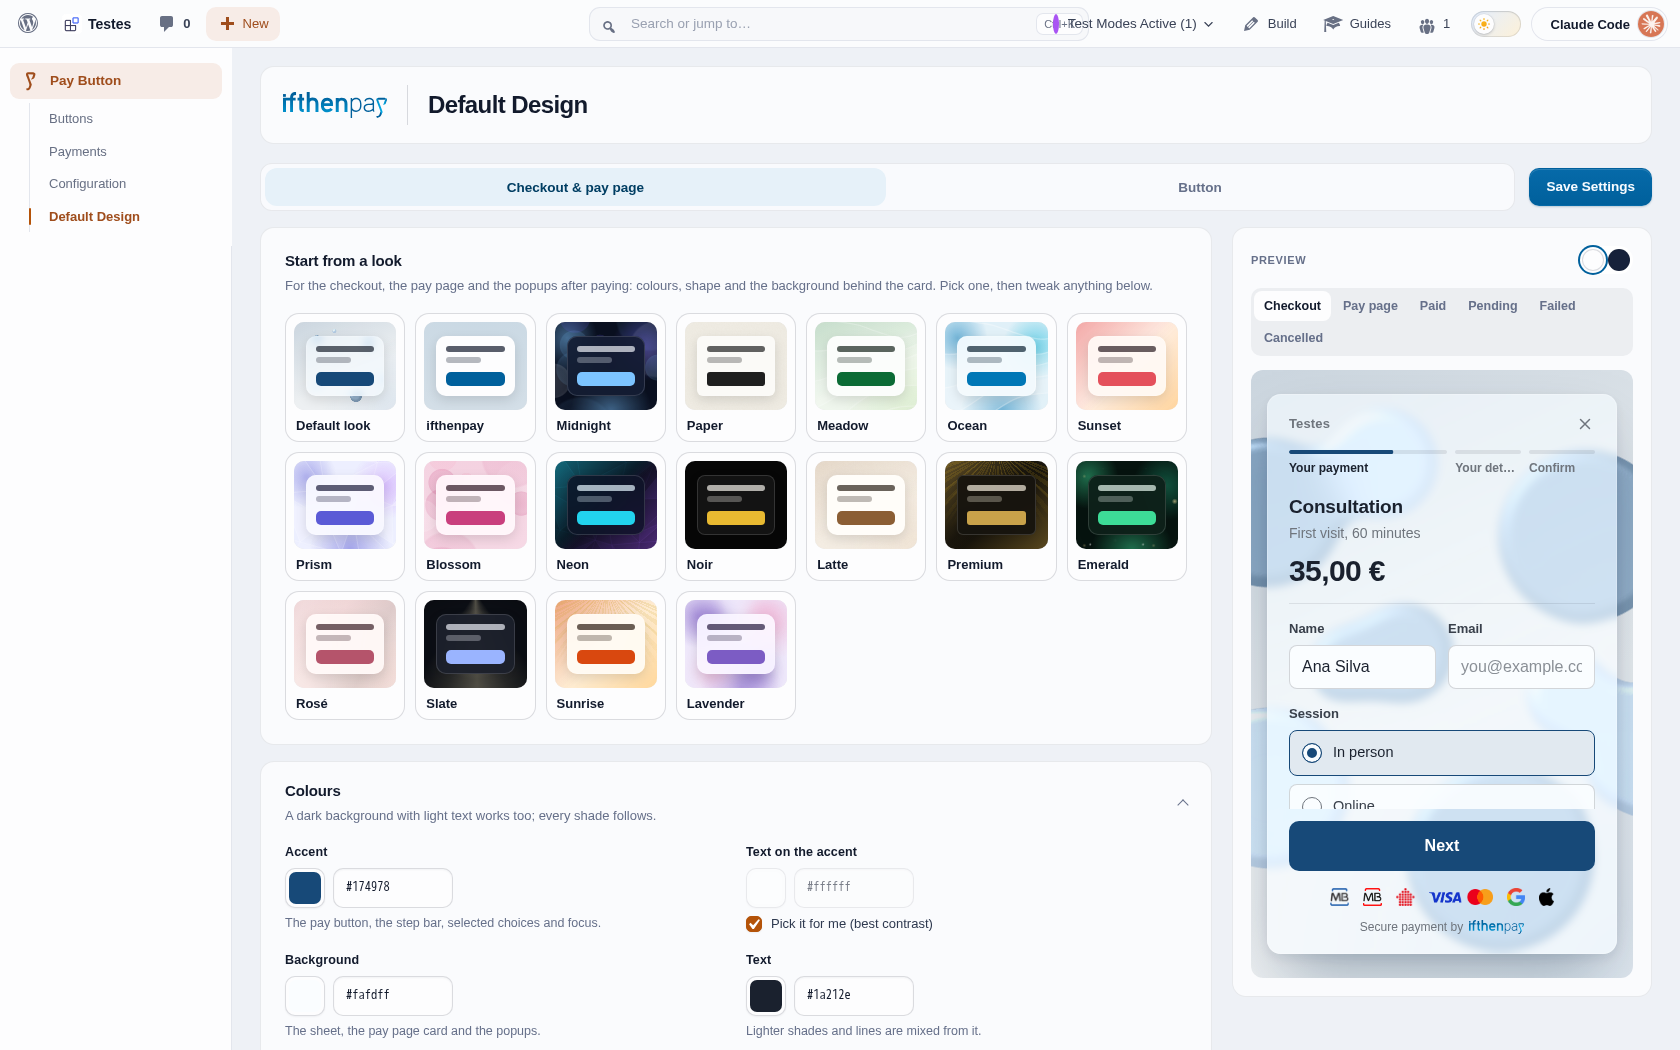 Testes
0
New
Search or jump to…
Test Modes Active (1)
Build
Guides
1
Claude Code
Pay Button
Buttons
Payments
Configuration
Default Design
ifthenpay
Default Design
Checkout & pay page
Button
Save Settings
Start from a look
For the checkout, the pay page and the popups after paying: colours, shape and the background behind the card. Pick one, then tweak anything below.
Default look
ifthenpay
Midnight
Paper
Meadow
Ocean
Sunset
Prism
Blossom
Neon
Noir
Latte
Premium
Emerald
Rosé
Slate
Sunrise
Lavender
Colours
A dark background with light text works too; every shade follows.
Accent
#174978
The pay button, the step bar, selected choices and focus.
Text on the accent
#ffffff
Pick it for me (best contrast)
Background
#fafdff
The sheet, the pay page card and the popups.
Text
#1a212e
Lighter shades and lines are mixed from it.
PREVIEW
Checkout
Pay page
Paid
Pending
Failed
Cancelled
Testes
Your payment
Your det…
Confirm
Consultation
First visit, 60 minutes
35,00 €
Name
Email
Ana Silva
you@example.cc
Session
In person
Online
Next
MB
MB
VISA
Secure payment by ifthenpay